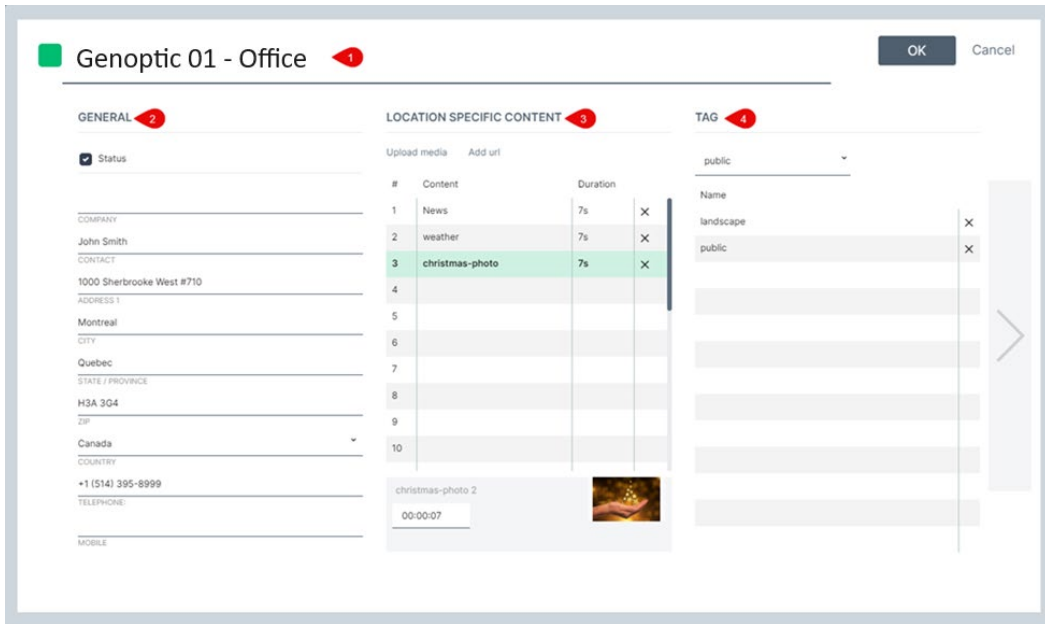 Genoptic 01 - Office
1
OK
Cancel
GENERAL
2
Status
COMPANY
John Smith
CONTACT
1000 Sherbrooke West #710
ADDRESS 1
Montreal
CITY
Quebec
STATE / PROVINCE
H3A 3G4
ZIP
Canada
COUNTRY
+1 (514) 395-8999
TELEPHONE:
MOBILE
LOCATION SPECIFIC CONTENT
3
Upload media Add url
# Content Duration
1 News 7s ×
2 weather 7s ×
3 christmas-photo 7s ×
4
5
6
7
8
9
10
christmas-photo 2
00:00:07
TAG
4
public
Name
landscape ×
public ×